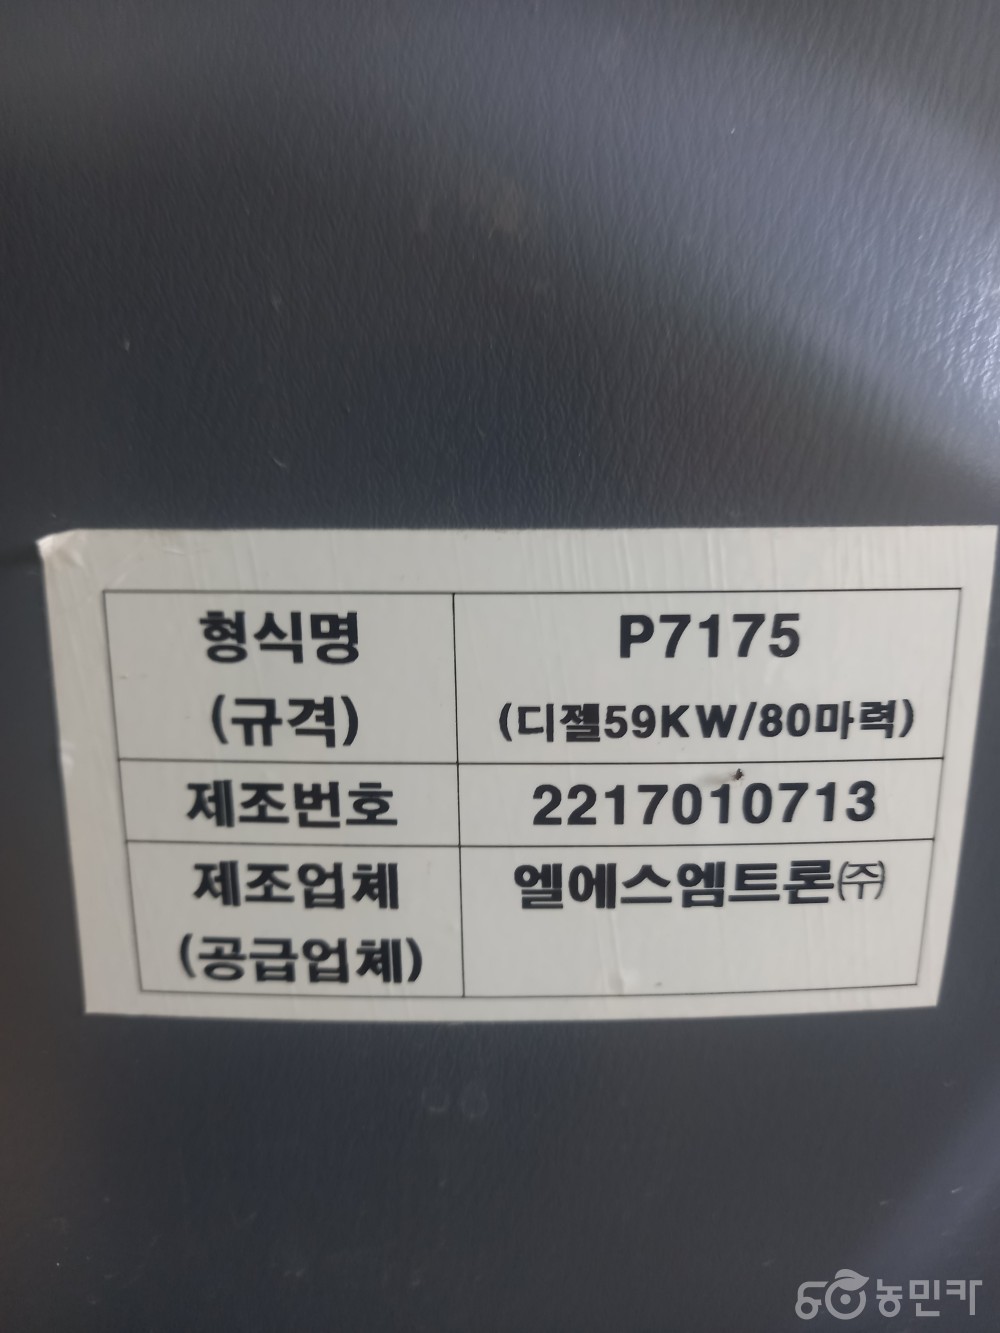 형식명 P7175
(규격) (디젤59KW/80마력)
제조번호 2217010713
제조업체 엘에스엠트론㈜
(공급업체)
농민카